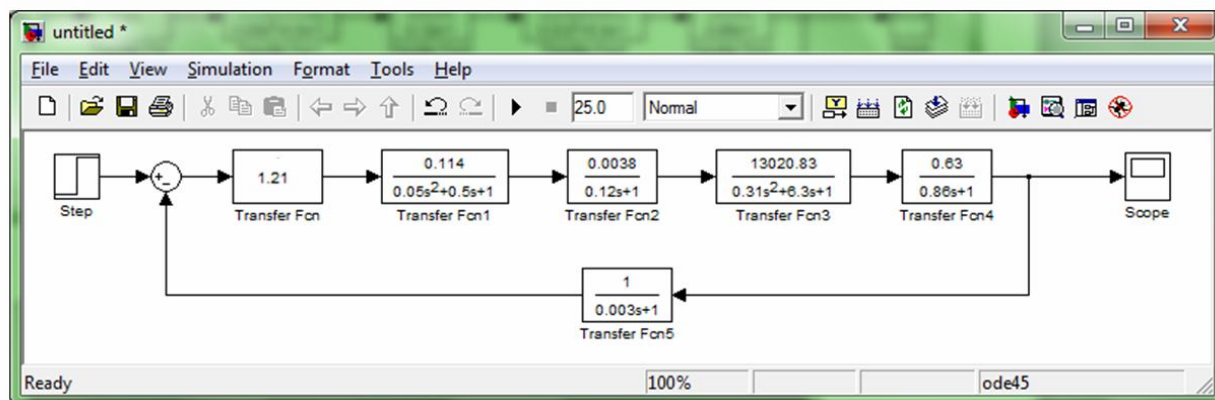 untitled *
File Edit View Simulation Format Tools Help
25.0 Normal
Step
+
-
1.21
Transfer Fcn
0.114
0.05s²+0.5s+1
Transfer Fcn1
0.0038
0.12s+1
Transfer Fcn2
13020.83
0.31s²+6.3s+1
Transfer Fcn3
0.63
0.86s+1
Transfer Fcn4
Scope
1
0.003s+1
Transfer Fcn5
Ready 100% ode45